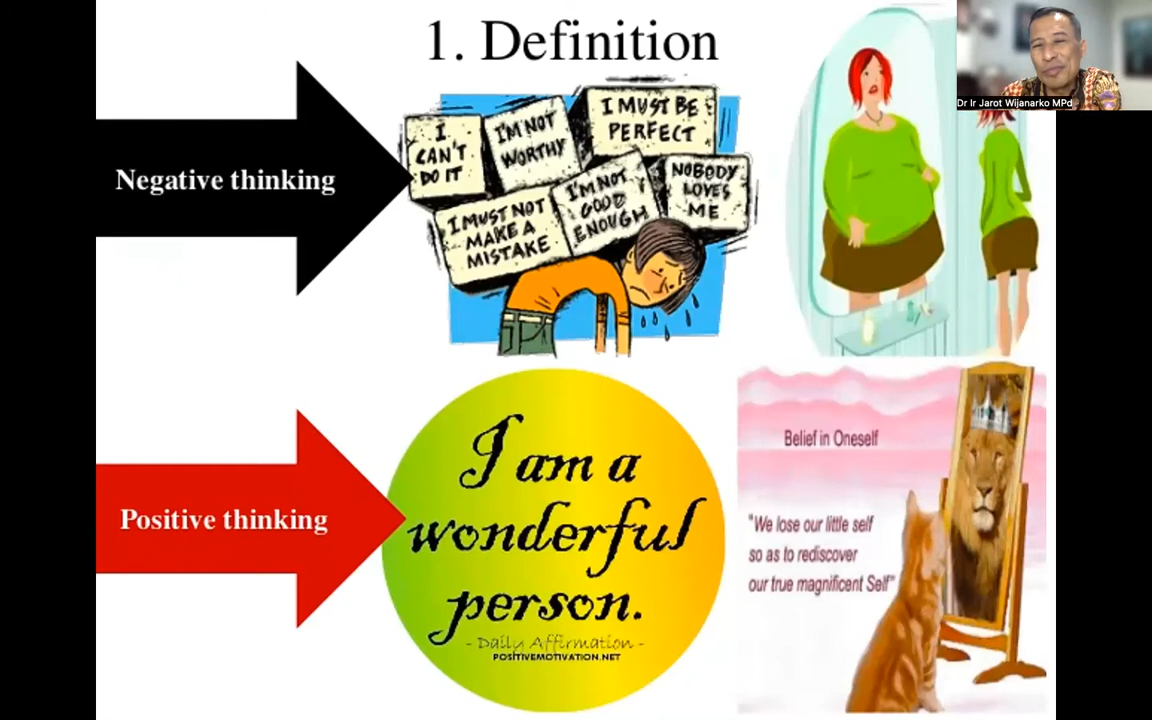 1. Definition
Dr Ir Jarot Wijanarko MPd
Negative thinking
I
CAN'T
DO IT
I'M NOT
WORTHY
I MUST BE
PERFECT
I MUST NOT
MAKE A
MISTAKE
I'M NOT
GOOD
ENOUGH
NOBODY
LOVES
ME
Positive thinking
I am a
wonderful
person.
- Daily Affirmation -
POSITIVEMOTIVATION.NET
Belief in Oneself
"We lose our little self
so as to rediscover
our true magnificent Self"